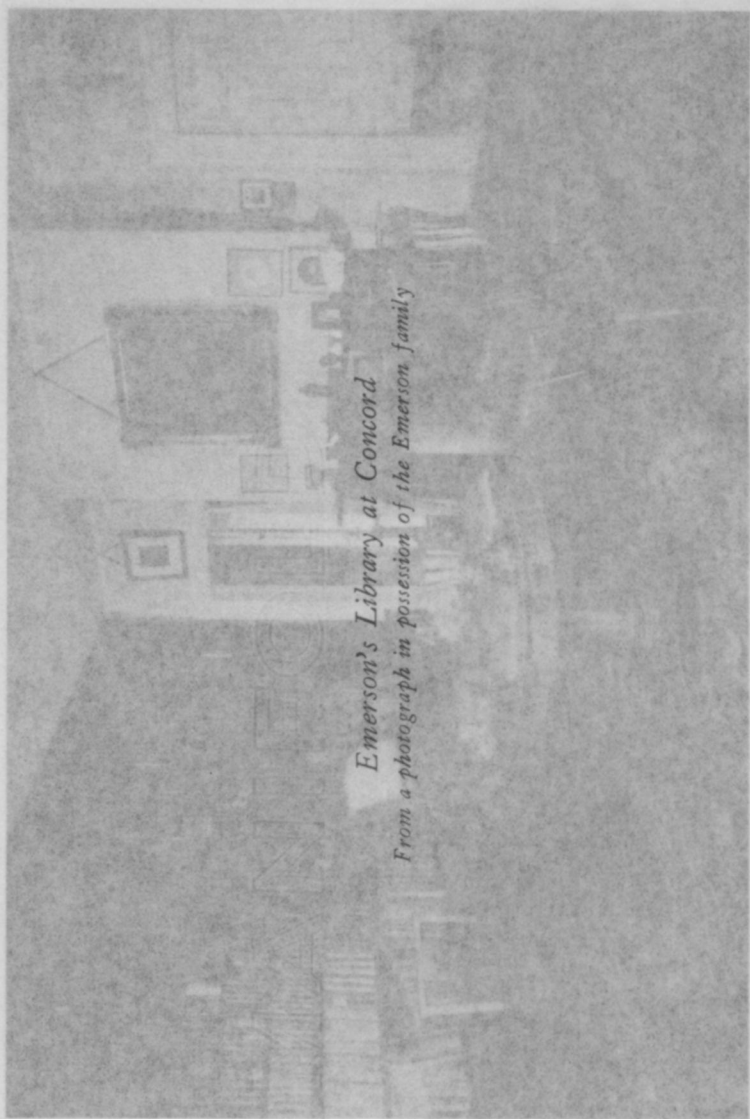 Emerson's Library at Concord
From a photograph in possession of the Emerson family